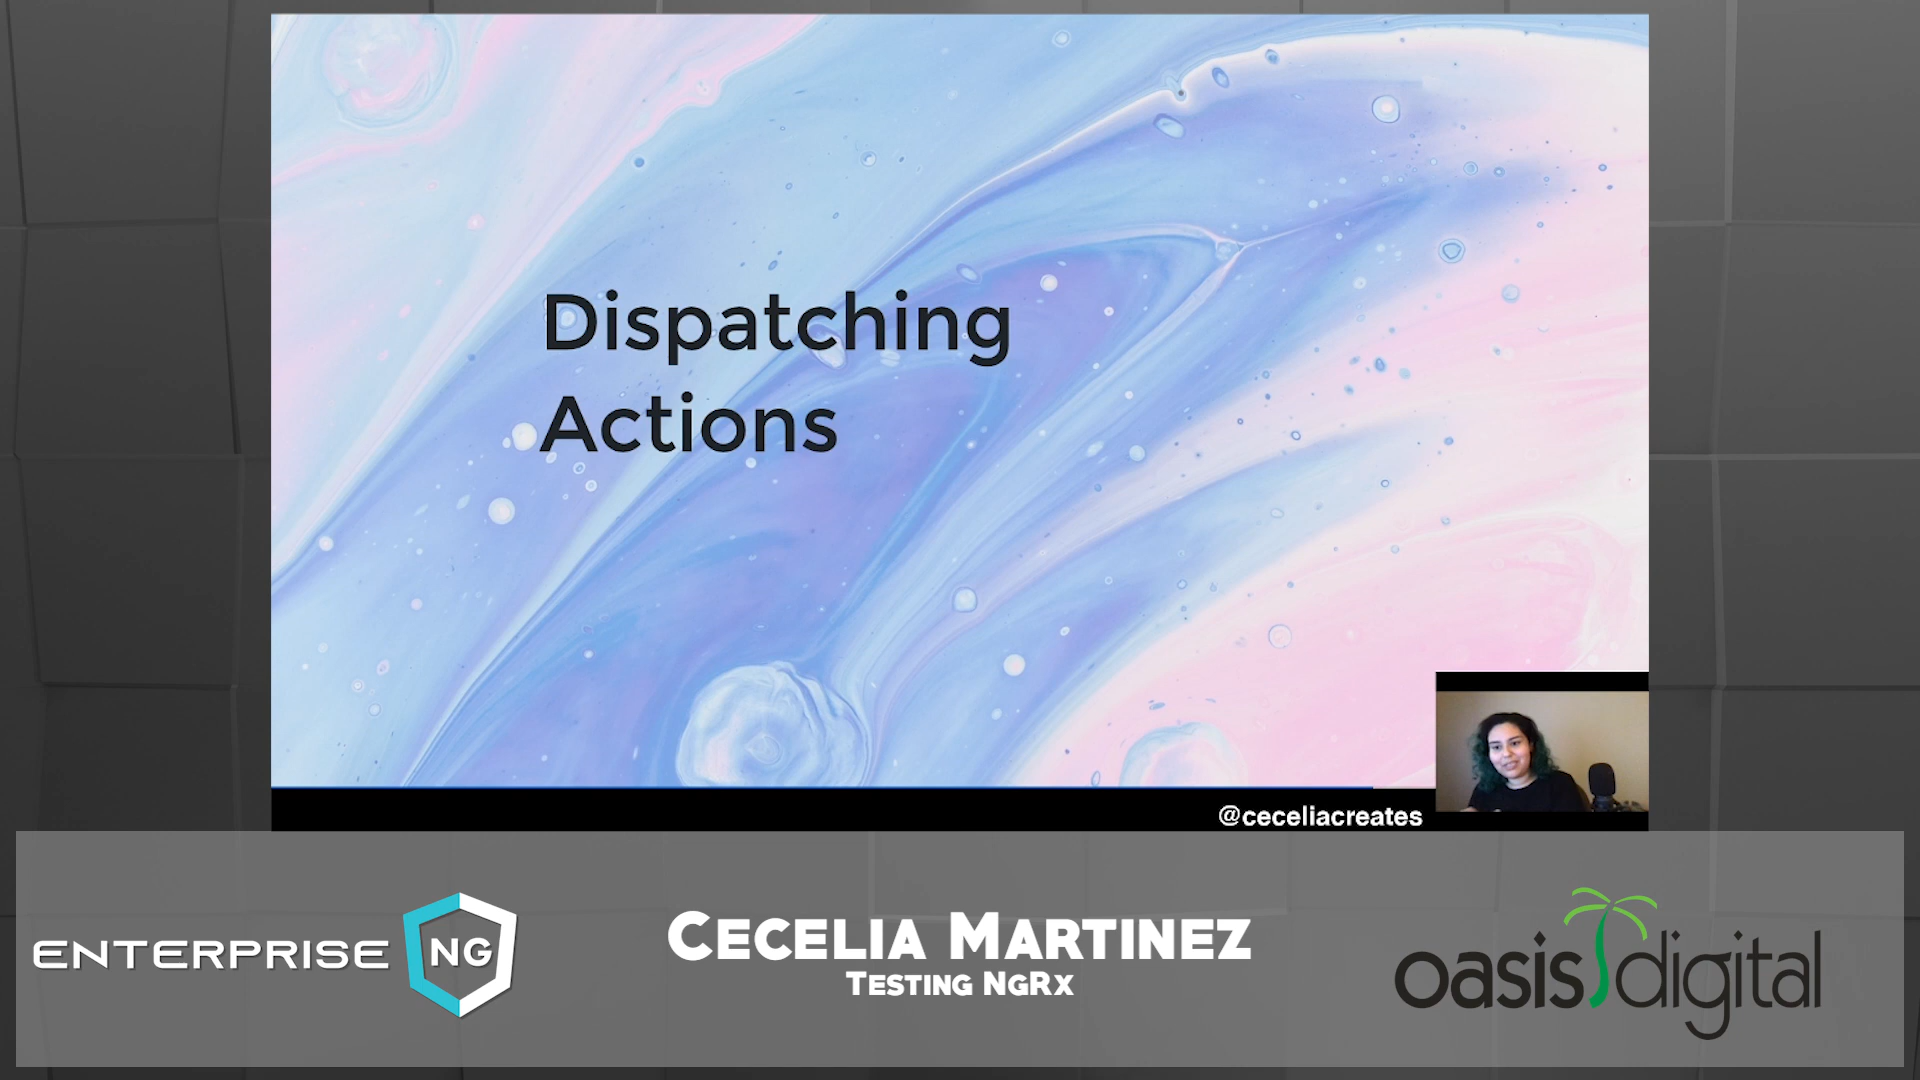 Dispatching
Actions
@ceceliacreates
ENTERPRISE NG
CECELIA MARTINEZ
TESTING NGRX
oasis digital